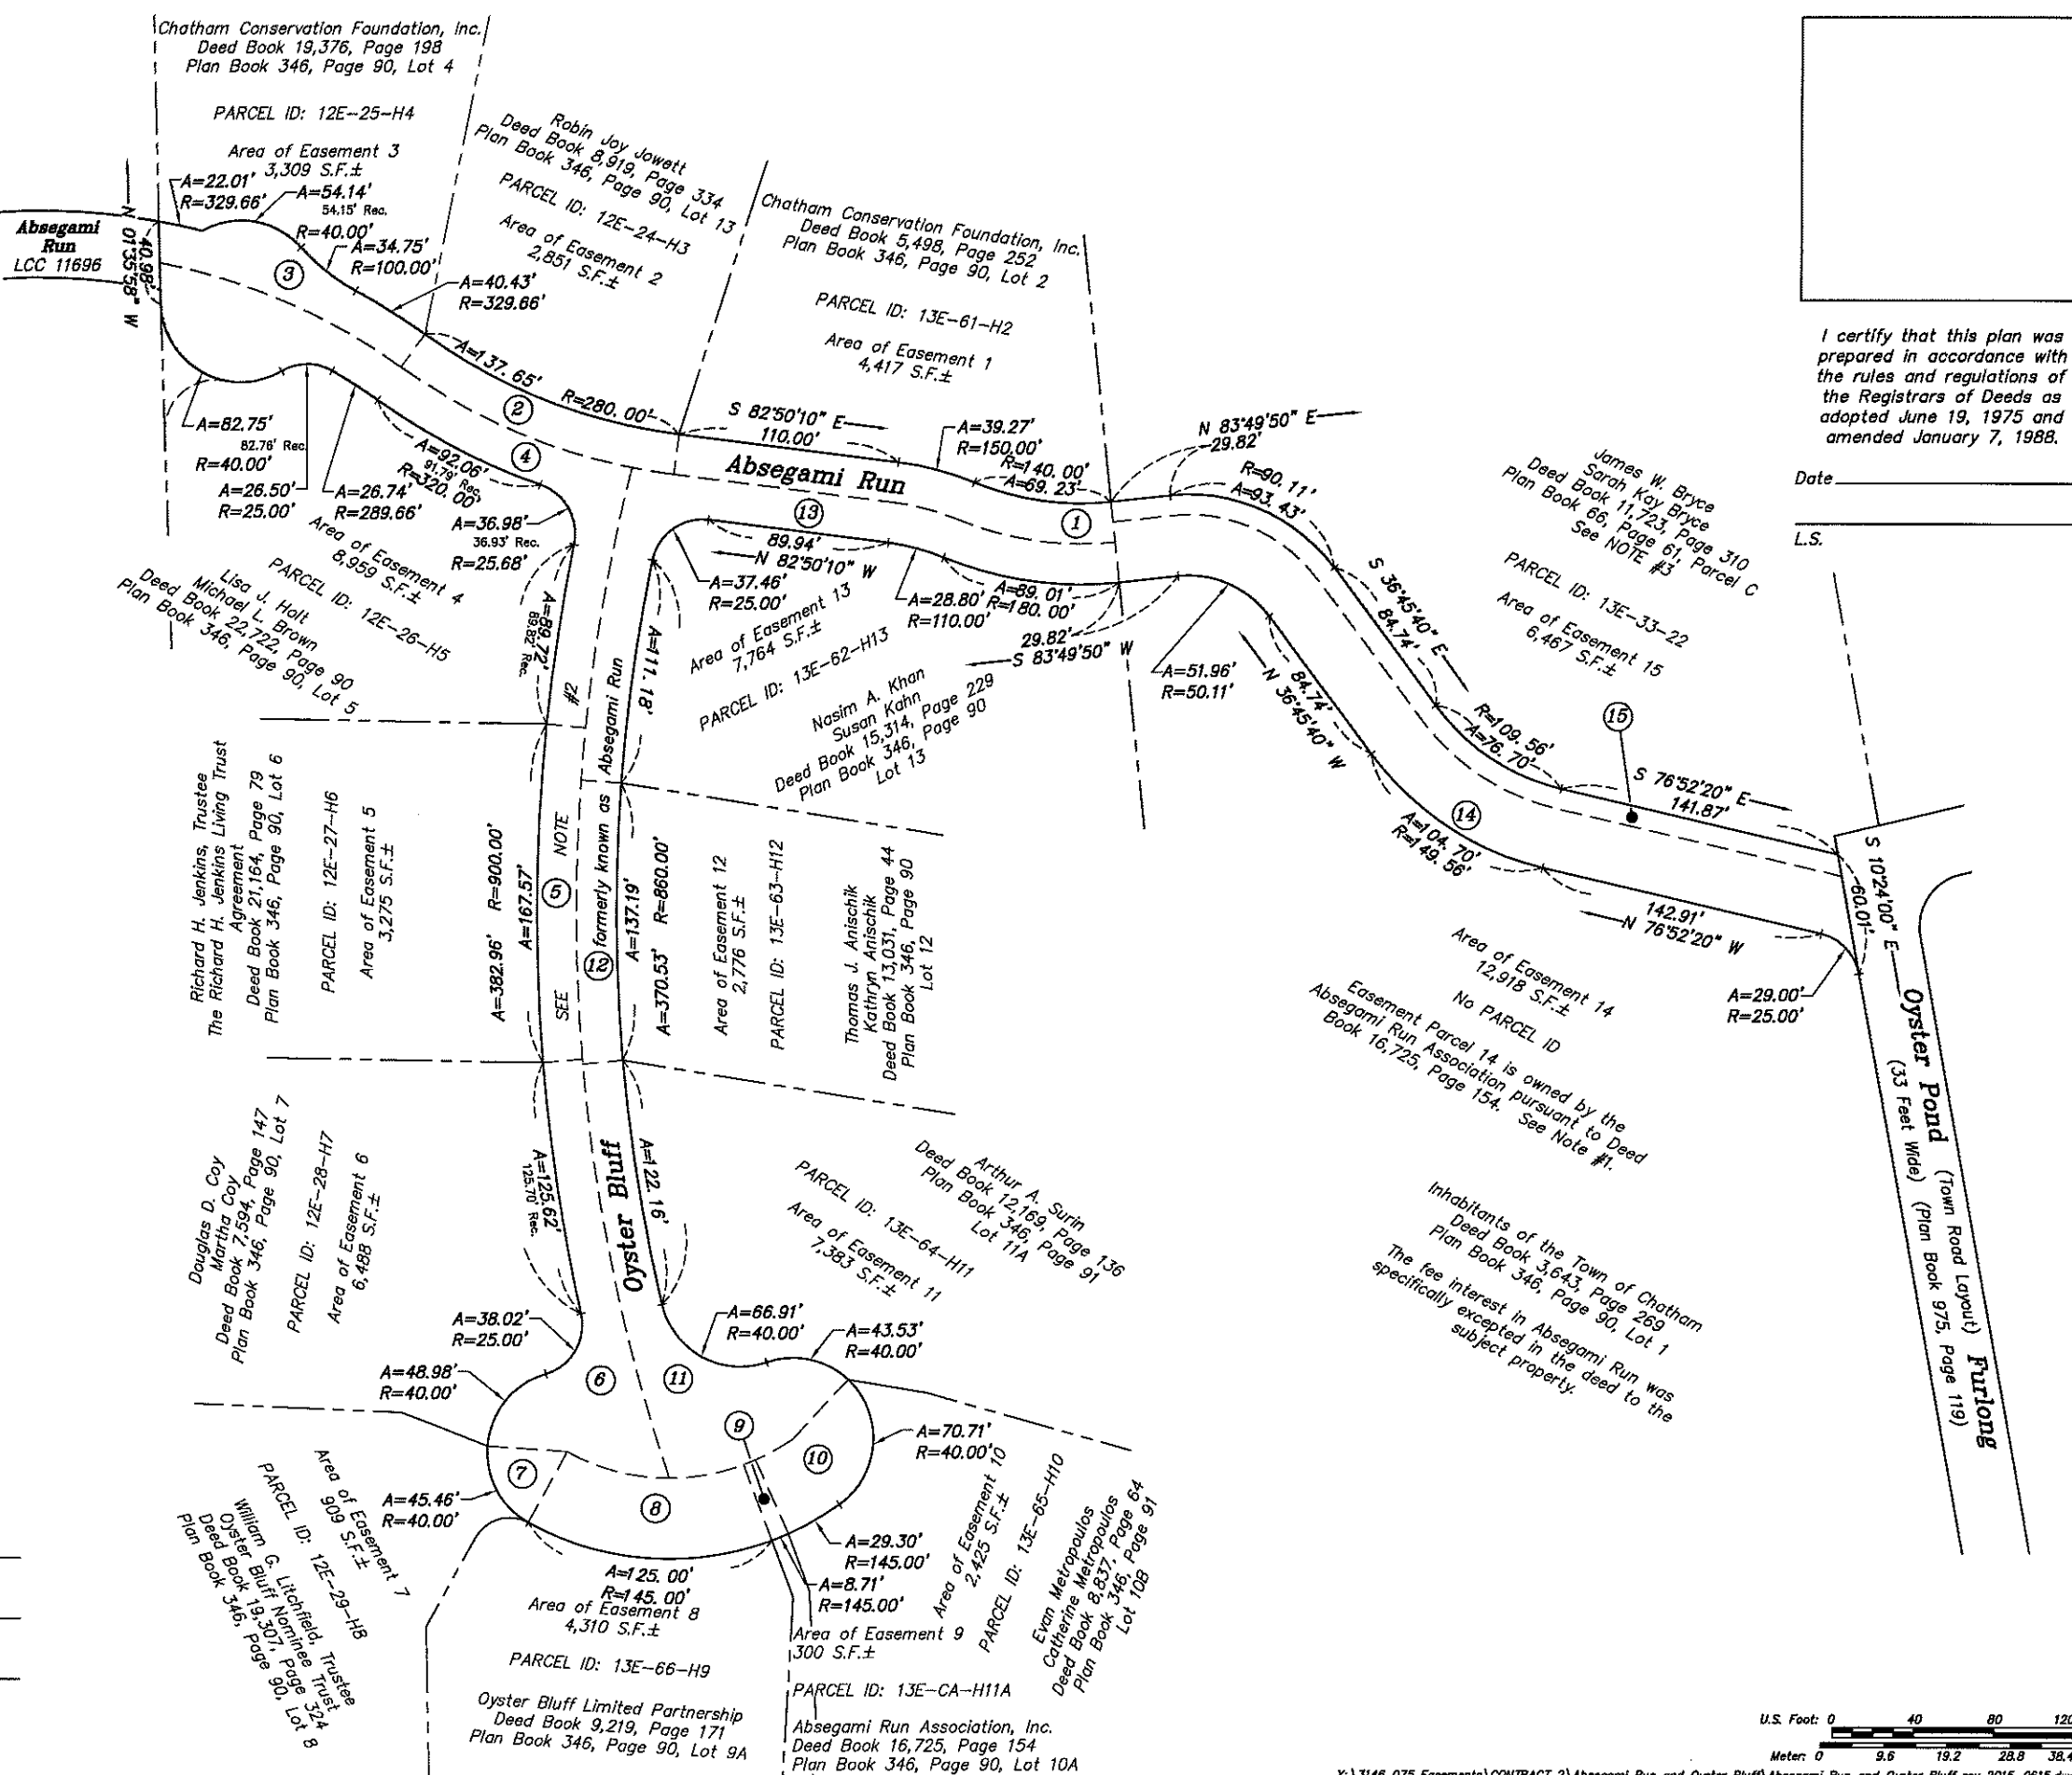 Chatham Conservation Foundation, Inc.
Deed Book 19,376, Page 198
Plan Book 346, Page 90, Lot 4
PARCEL ID: 12E-25-H4
Area of Easement 3
3,309 S.F.±
A=22.01'
R=329.66'
A=54.14'
54.15' Rec.
R=40.00'
A=34.75'
R=100.00'
A=40.43'
R=329.66'
Absegami
Run
LCC 11696
N 01°35'58" W
40.98'
3
Robin Joy Jowett
Deed Book 8,919, Page 334
Plan Book 346, Page 90, Lot 13
PARCEL ID: 12E-24-H3
Area of Easement 2
2,851 S.F.±
A=137.65'
R=280.00'
2
Chatham Conservation Foundation, Inc.
Deed Book 5,498, Page 252
Plan Book 346, Page 90, Lot 2
PARCEL ID: 13E-61-H2
Area of Easement 1
4,417 S.F.±
S 82°50'10" E
110.00'
A=39.27'
R=150.00'
R=140.00'
A=69.23'
N 83°49'50" E
29.82'
R=90.11'
A=93.43'
Absegami Run
13
1
I certify that this plan was
prepared in accordance with
the rules and regulations of
the Registrars of Deeds as
adopted June 19, 1975 and
amended January 7, 1988.
Date
L.S.
James W. Bryce
Sarah Kay Bryce
Deed Book 11,723, Page 310
Plan Book 66, Page 61, Parcel C
See NOTE #3
PARCEL ID: 13E-33-22
Area of Easement 15
6,467 S.F.±
15
S 36°45'40" E
84.74'
R=109.56'
A=76.70'
S 76°52'20" E
141.87'
A=82.75'
82.76' Rec.
R=40.00'
A=26.50'
R=25.00'
A=26.74'
R=289.66'
A=92.06'
91.79' Rec.
R=320.00'
4
A=36.98'
36.93' Rec.
R=25.68'
Area of Easement 4
8,959 S.F.±
PARCEL ID: 12E-26-H5
Lisa J. Holt
Michael L. Brown
Deed Book 22,722, Page 90
Plan Book 346, Page 90, Lot 5
A=89.72'
89.82' Rec.
A=111.18'
89.94'
N 82°50'10" W
A=37.46'
R=25.00'
A=28.80'
R=110.00'
A=89.01'
R=180.00'
29.82'
S 83°49'50" W
A=51.96'
R=50.11'
N 36°45'40" W
84.74'
Area of Easement 13
7,764 S.F.±
PARCEL ID: 13E-62-H13
Nasim A. Khan
Susan Kahn
Deed Book 15,314, Page 229
Plan Book 346, Page 90
Lot 13
14
A=104.70'
R=149.56'
142.91'
N 76°52'20" W
A=29.00'
R=25.00'
S 10°24'00" E
60.01'
Area of Easement 14
12,918 S.F.±
No PARCEL ID
Easement Parcel 14 is owned by the
Absegami Run Association pursuant to Deed
Book 16,725, Page 154. See Note #1.
Inhabitants of the Town of Chatham
Deed Book 3,643, Page 269
Plan Book 346, Page 90, Lot 1
The fee interest in Absegami Run was
specifically excepted in the deed to the
subject property.
Oyster Pond Furlong
(Town Road Layout)
(33 Feet Wide) (Plan Book 975, Page 119)
Richard H. Jenkins, Trustee
The Richard H. Jenkins Living Trust
Agreement
Deed Book 21,164, Page 79
Plan Book 346, Page 90, Lot 6
PARCEL ID: 12E-27-H6
Area of Easement 5
3,275 S.F.±
A=382.96' R=900.00'
A=167.57'
5
SEE NOTE #2
formerly known as Absegami Run
12
A=137.19'
A=370.53' R=860.00'
Area of Easement 12
2,776 S.F.±
PARCEL ID: 13E-63-H12
Thomas J. Anischik
Kathryn Anischik
Deed Book 13,031, Page 44
Plan Book 346, Page 90
Lot 12
Douglas D. Coy
Martha Coy
Deed Book 7,594, Page 147
Plan Book 346, Page 90, Lot 7
PARCEL ID: 12E-28-H7
Area of Easement 6
6,488 S.F.±
A=125.62'
125.70' Rec.
Oyster Bluff
A=122.16'
Arthur A. Surin
Deed Book 12,169, Page 136
Plan Book 346, Page 91
Lot 11A
PARCEL ID: 13E-64-H11
Area of Easement 11
7,383 S.F.±
A=38.02'
R=25.00'
A=66.91'
R=40.00'
A=43.53'
R=40.00'
A=48.98'
R=40.00'
6
11
9
10
A=70.71'
R=40.00'
7
8
A=45.46'
R=40.00'
A=29.30'
R=145.00'
A=8.71'
R=145.00'
A=125.00'
R=145.00'
Area of Easement 7
909 S.F.±
PARCEL ID: 12E-29-H8
William G. Litchfield, Trustee
Oyster Bluff Nominee Trust
Deed Book 19,307, Page 324
Plan Book 346, Page 90, Lot 8
Area of Easement 8
4,310 S.F.±
PARCEL ID: 13E-66-H9
Oyster Bluff Limited Partnership
Deed Book 9,219, Page 171
Plan Book 346, Page 90, Lot 9A
Area of Easement 9
300 S.F.±
PARCEL ID: 13E-CA-H11A
Absegami Run Association, Inc.
Deed Book 16,725, Page 154
Plan Book 346, Page 90, Lot 10A
Area of Easement 10
2,425 S.F.±
PARCEL ID: 13E-65-H10
Evan Metropoulos
Catherine Metropoulos
Deed Book 8,837, Page 64
Plan Book 346, Page 91
Lot 10B
U.S. Foot: 0 40 80 120
Meter: 0 9.6 19.2 28.8 38.4